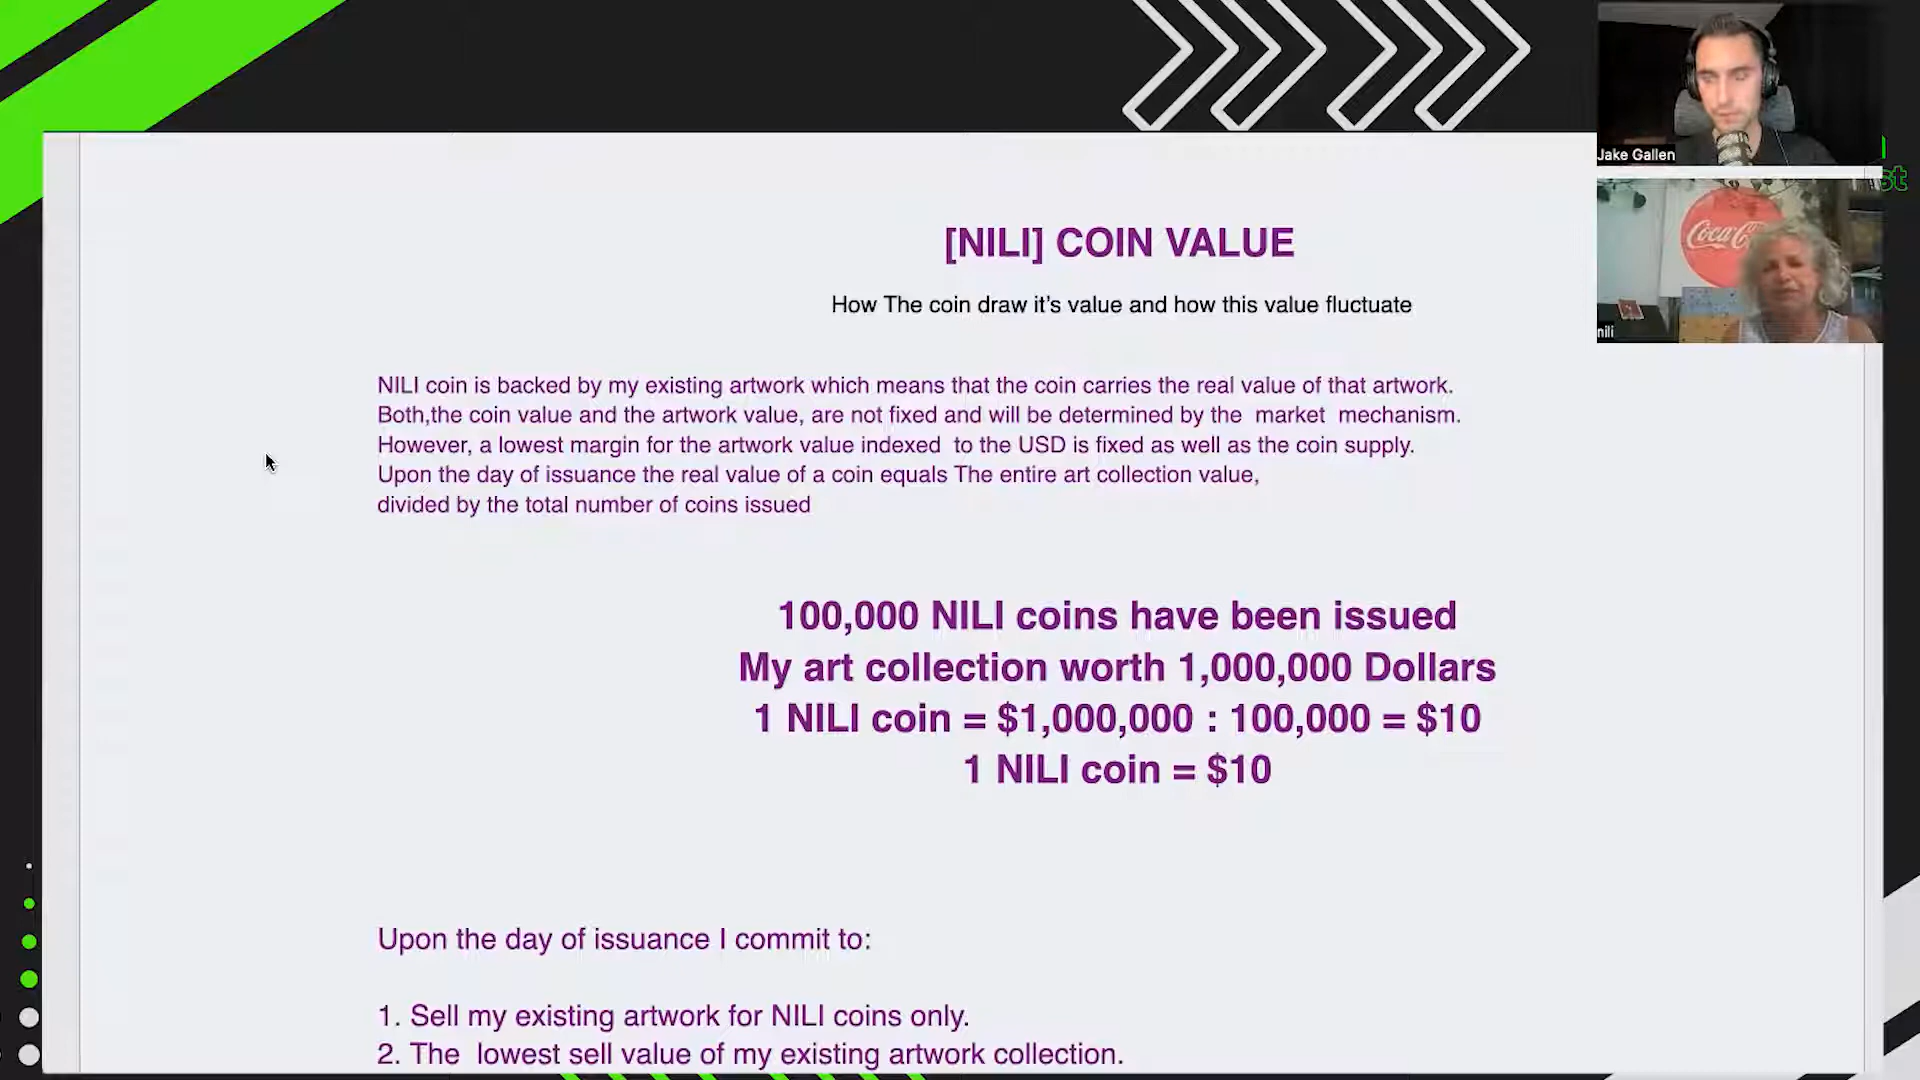 Jake Gallen
st
Coca-C
nili
[NILI] COIN VALUE
How The coin draw it's value and how this value fluctuate
NILI coin is backed by my existing artwork which means that the coin carries the real value of that artwork.
Both,the coin value and the artwork value, are not fixed and will be determined by the market mechanism.
However, a lowest margin for the artwork value indexed to the USD is fixed as well as the coin supply.
Upon the day of issuance the real value of a coin equals The entire art collection value,
divided by the total number of coins issued
100,000 NILI coins have been issued
My art collection worth 1,000,000 Dollars
1 NILI coin = $1,000,000 : 100,000 = $10
1 NILI coin = $10
Upon the day of issuance I commit to:
1. Sell my existing artwork for NILI coins only.
2. The lowest sell value of my existing artwork collection.